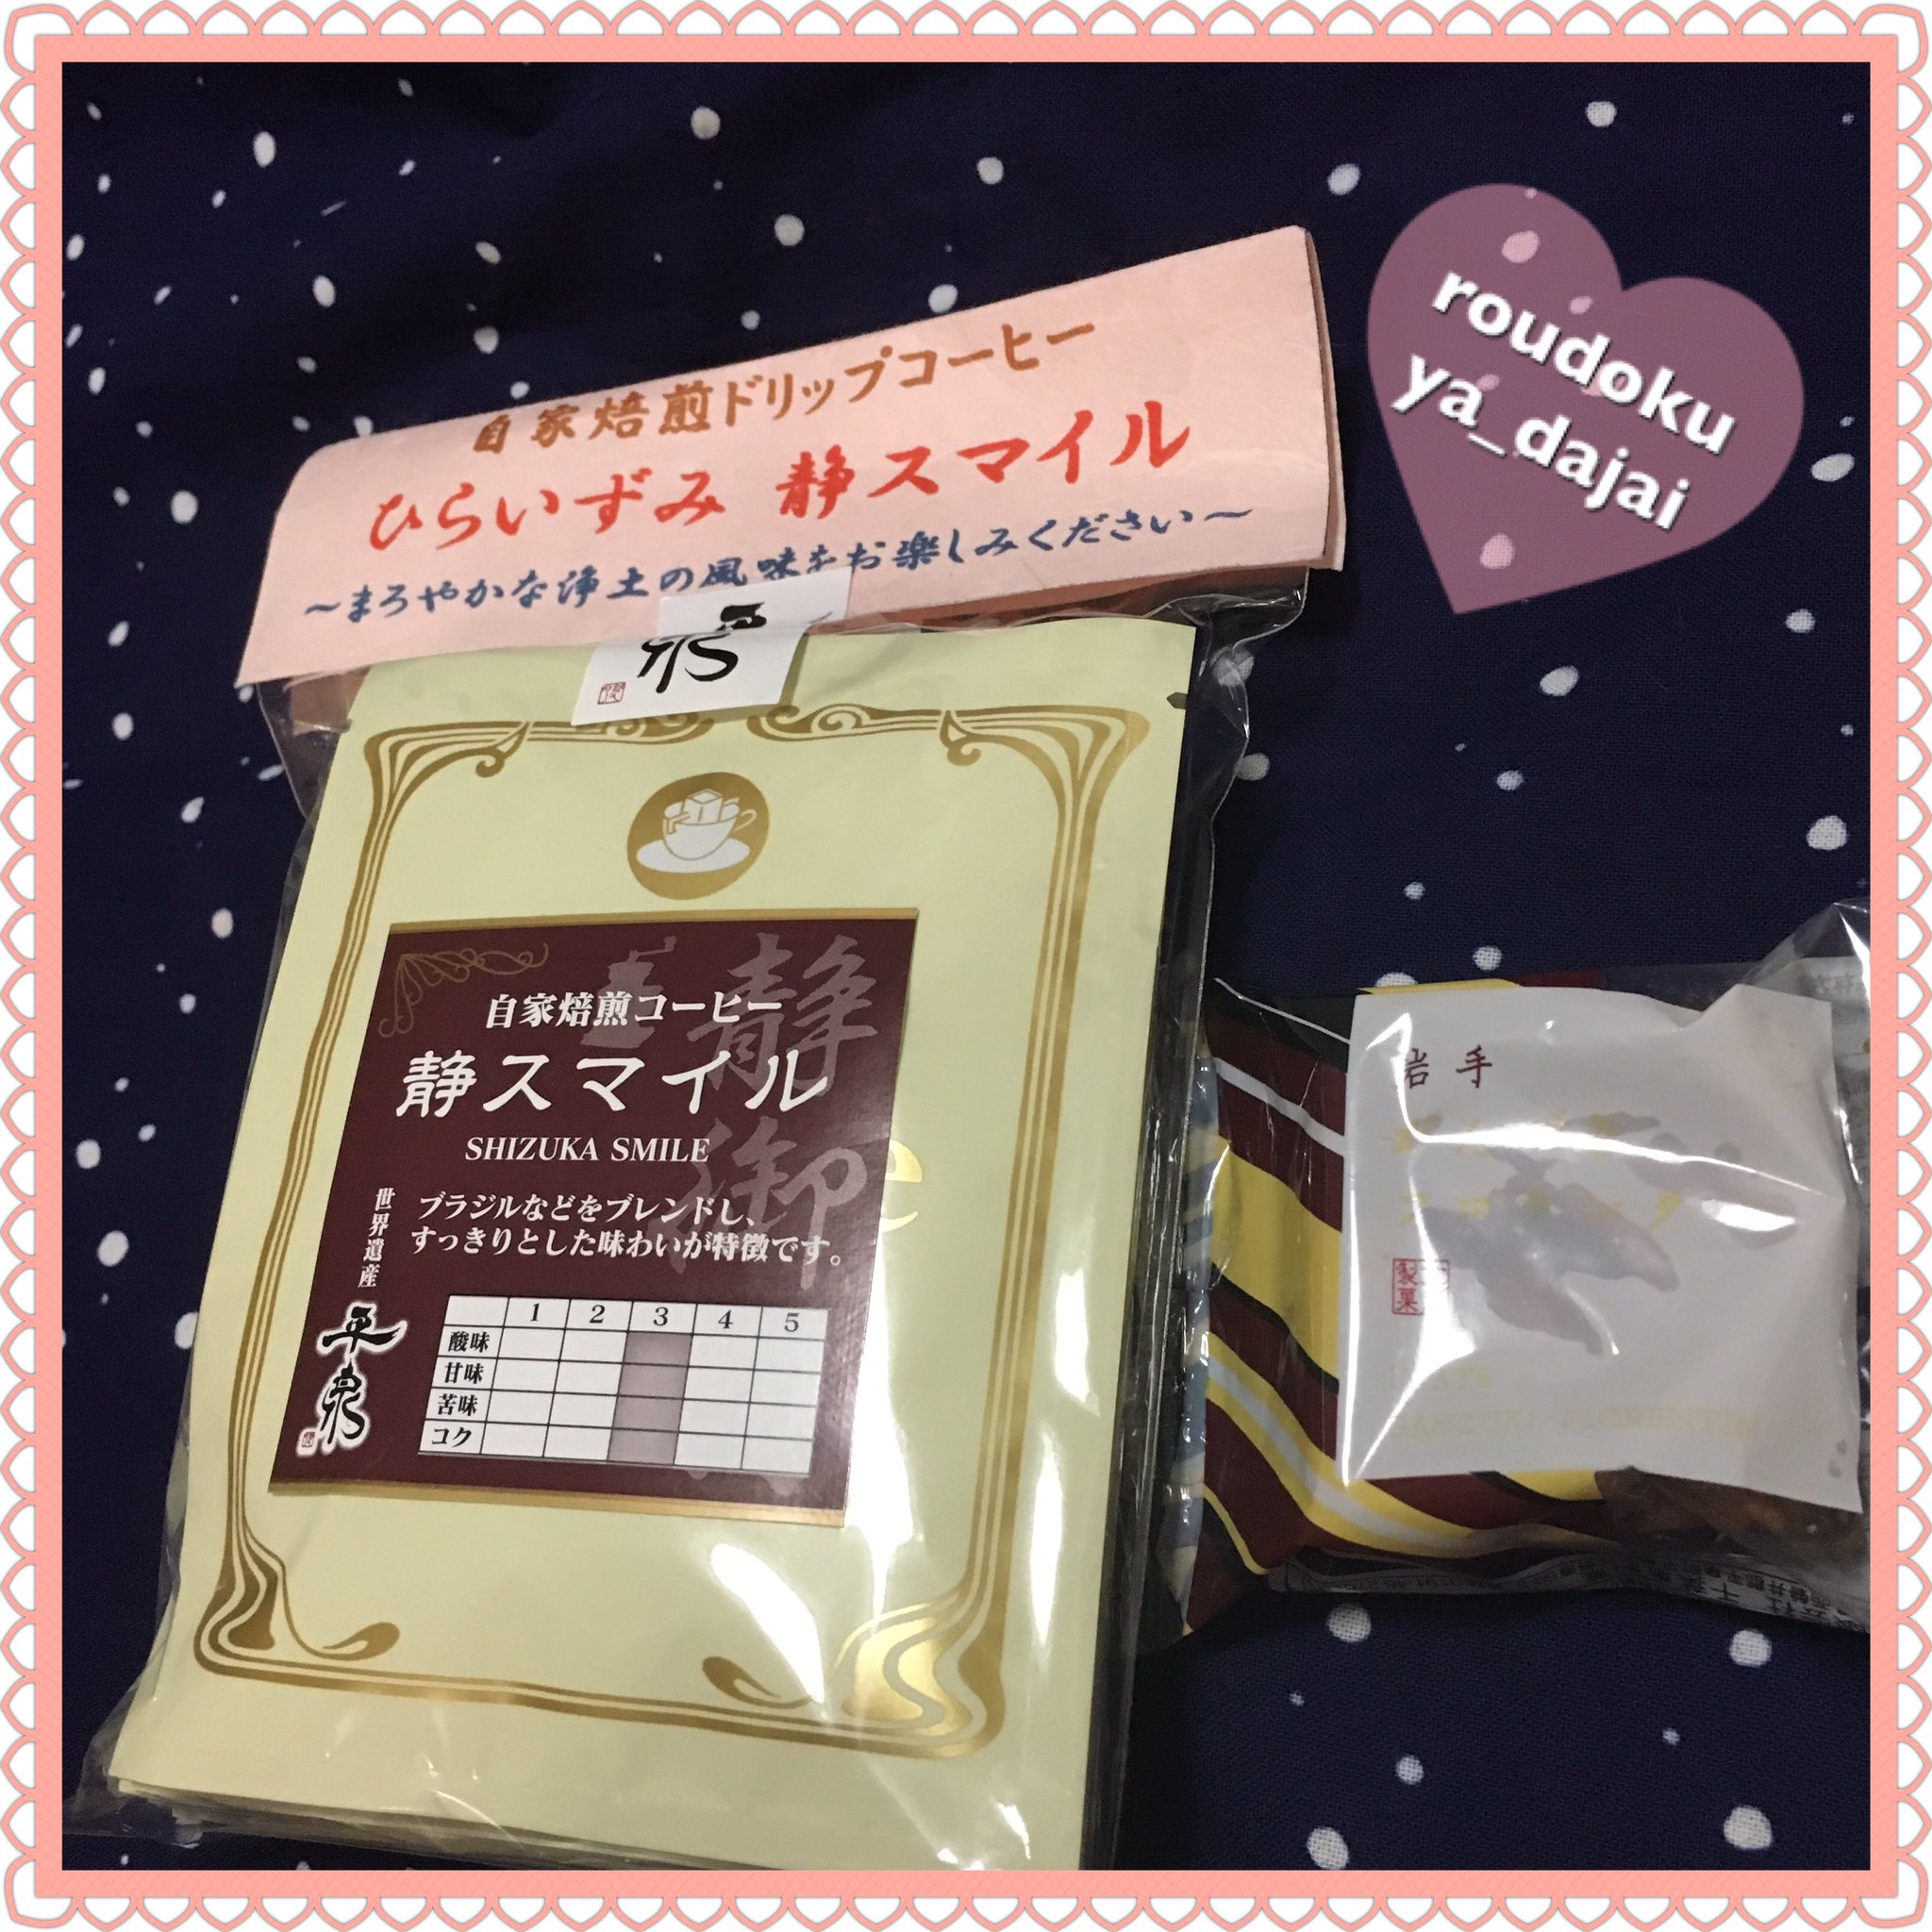 roudoku
ya_dajai
自家焙煎ドリップコーヒー
ひらいずみ 静スマイル
～まろやかな浄土の風味をお楽しみください～
自家焙煎コーヒー
静スマイル
SHIZUKA SMILE
ブラジルなどをブレンドし、
すっきりとした味わいが特徴です。
世界遺産
平泉
1 2 3 4 5
酸味
甘味
苦味
コク
静御
岩手
製菓